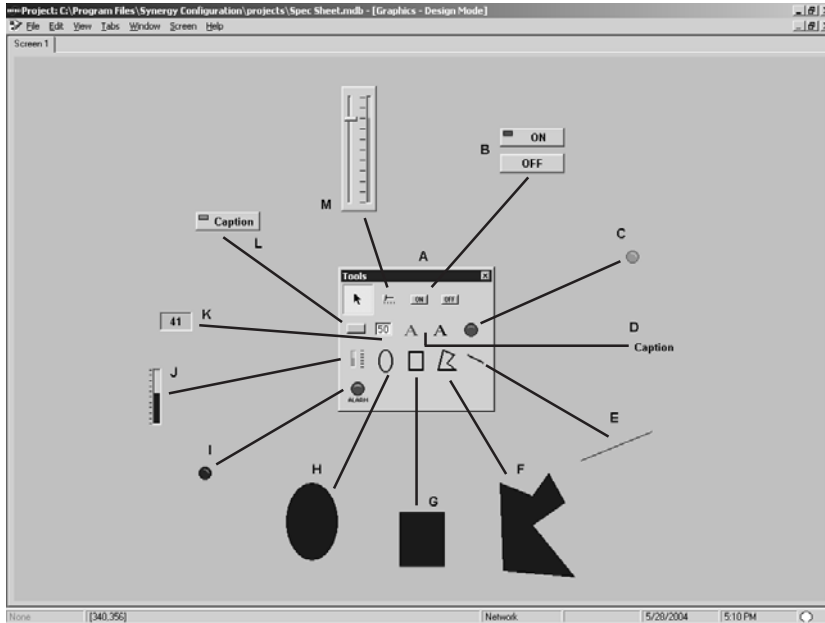 Project: C:\Program Files\Synergy Configuration\projects\Spec Sheet.mdb - [Graphics - Design Mode]
File Edit View Tabs Window Screen Help
Screen 1
ON
B
OFF
M
Caption
L
C
A
Tools
ON OFF
K
41
50 A A
D
Caption
J
ALARM
E
I
H
F
G
None [340,356] Network 5/28/2004 5:10 PM